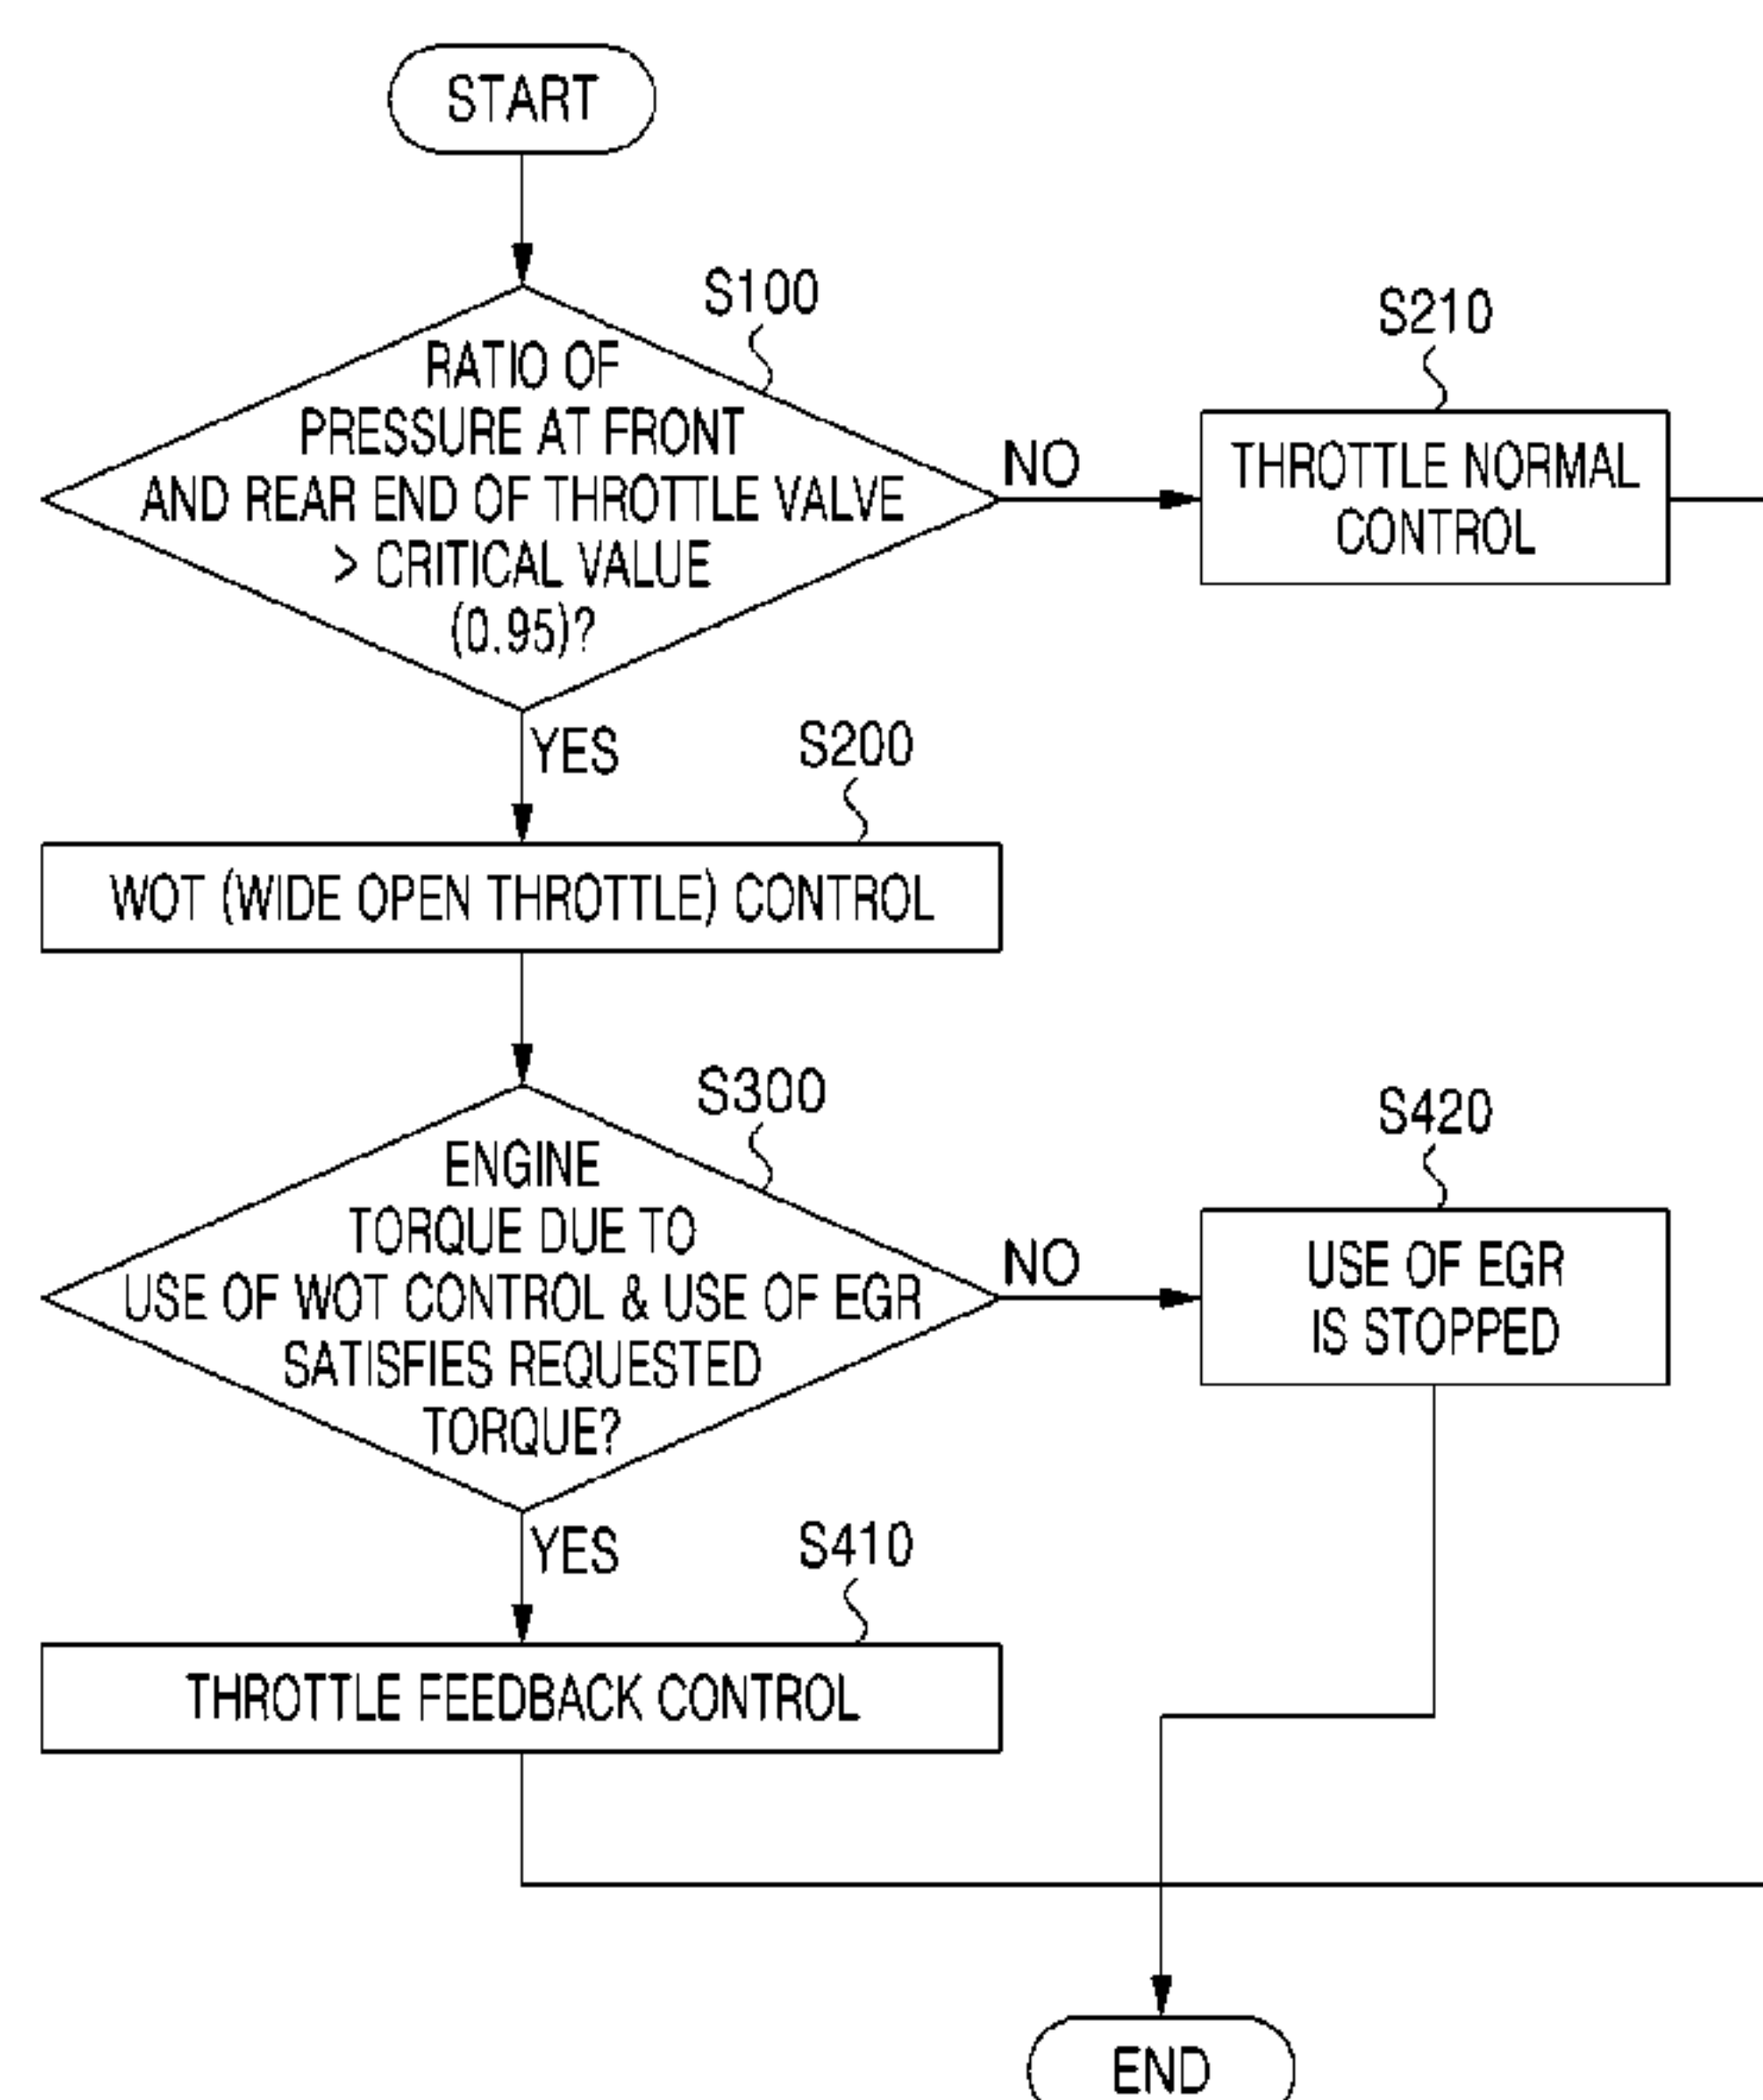 START
S100
RATIO OF
PRESSURE AT FRONT
AND REAR END OF THROTTLE VALVE
> CRITICAL VALUE
(0.95)?
NO
S210
THROTTLE NORMAL
CONTROL
YES
S200
WOT (WIDE OPEN THROTTLE) CONTROL
S300
ENGINE
TORQUE DUE TO
USE OF WOT CONTROL & USE OF EGR
SATISFIES REQUESTED
TORQUE?
NO
S420
USE OF EGR
IS STOPPED
YES
S410
THROTTLE FEEDBACK CONTROL
END